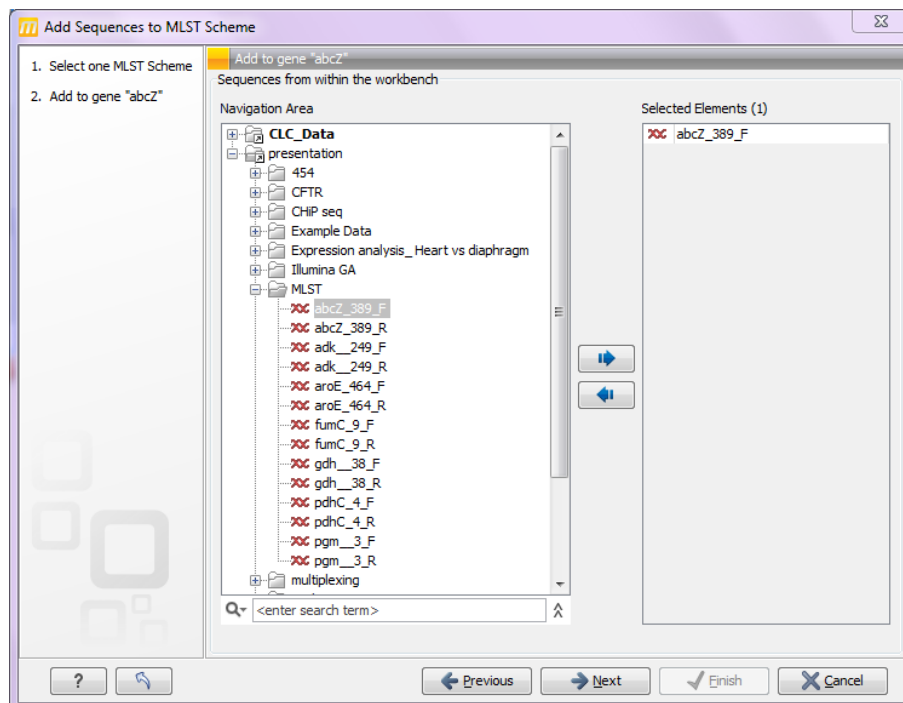 Add Sequences to MLST Scheme
1. Select one MLST Scheme
2. Add to gene "abcZ"
Add to gene "abcZ"
Sequences from within the workbench
Navigation Area
CLC_Data
presentation
454
CFTR
CHiP seq
Example Data
Expression analysis_Heart vs diaphragm
Illumina GA
MLST
abcZ_389_F
abcZ_389_R
adk__249_F
adk__249_R
aroE_464_F
aroE_464_R
fumC_9_F
fumC_9_R
gdh__38_F
gdh__38_R
pdhC_4_F
pdhC_4_R
pgm__3_F
pgm__3_R
multiplexing
<enter search term>
Selected Elements (1)
abcZ_389_F
?
Previous
Next
Finish
Cancel